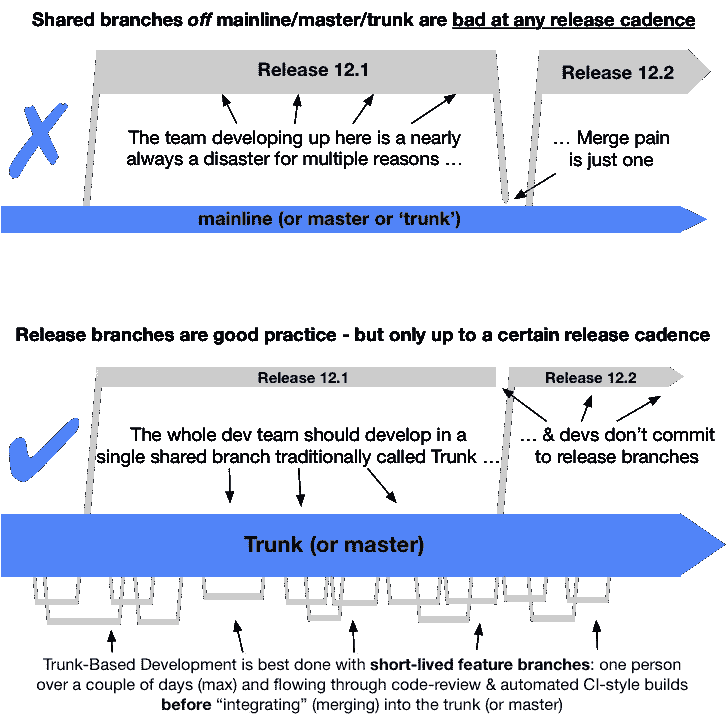 Shared branches off mainline/master/trunk are bad at any release cadence
Release 12.1
Release 12.2
The team developing up here is a nearly
always a disaster for multiple reasons ...
... Merge pain
is just one
mainline (or master or ‘trunk’)
Release branches are good practice - but only up to a certain release cadence
Release 12.1
Release 12.2
The whole dev team should develop in a
single shared branch traditionally called Trunk ...
... & devs don’t commit
to release branches
Trunk (or master)
Trunk-Based Development is best done with short-lived feature branches: one person
over a couple of days (max) and flowing through code-review & automated CI-style builds
before “integrating” (merging) into the trunk (or master)